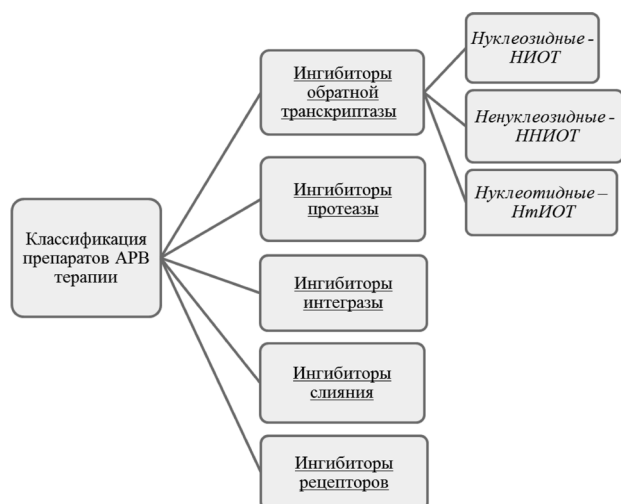 Классификация
препаратов АРВ
терапии
Ингибиторы
обратной
транскриптазы
Нуклеозидные -
НИОТ
Ненуклеозидные -
ННИОТ
Нуклеотидные –
НтИОТ
Ингибиторы
протеазы
Ингибиторы
интегразы
Ингибиторы
слияния
Ингибиторы
рецепторов